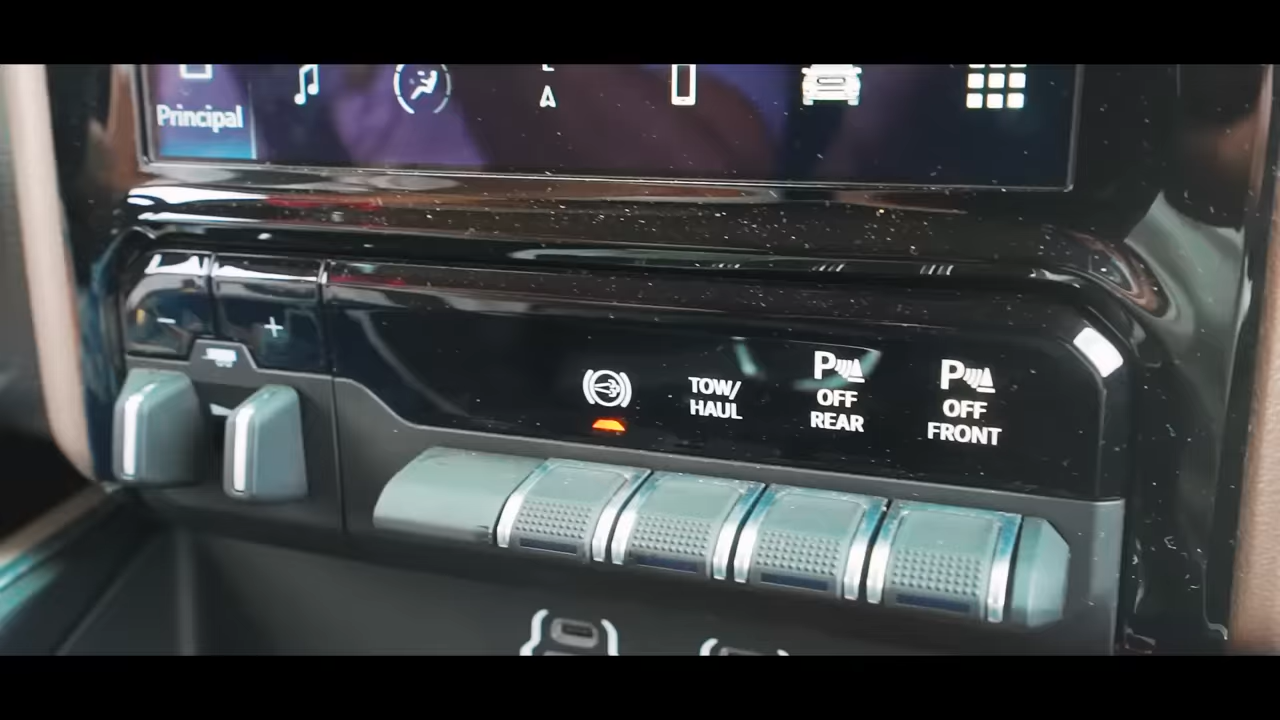 Principal
A
− +
TOW/
HAUL
P
OFF
REAR
P
OFF
FRONT